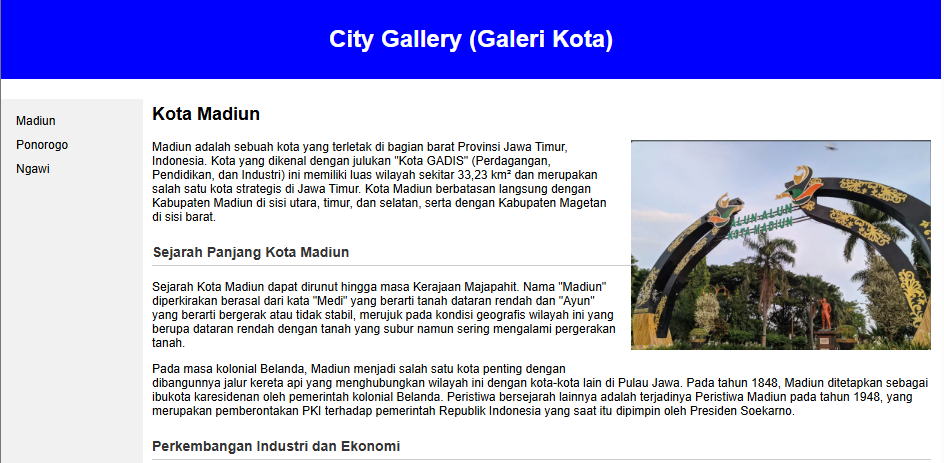 City Gallery (Galeri Kota)
Madiun
Ponorogo
Ngawi
Kota Madiun
Madiun adalah sebuah kota yang terletak di bagian barat Provinsi Jawa Timur,
Indonesia. Kota yang dikenal dengan julukan "Kota GADIS" (Perdagangan,
Pendidikan, dan Industri) ini memiliki luas wilayah sekitar 33,23 km² dan merupakan
salah satu kota strategis di Jawa Timur. Kota Madiun berbatasan langsung dengan
Kabupaten Madiun di sisi utara, timur, dan selatan, serta dengan Kabupaten Magetan
di sisi barat.
ALUN ALUN
KOTA MADIUN
Sejarah Panjang Kota Madiun
Sejarah Kota Madiun dapat dirunut hingga masa Kerajaan Majapahit. Nama "Madiun"
diperkirakan berasal dari kata "Medi" yang berarti tanah dataran rendah dan "Ayun"
yang berarti bergerak atau tidak stabil, merujuk pada kondisi geografis wilayah ini yang
berupa dataran rendah dengan tanah yang subur namun sering mengalami pergerakan
tanah.
Pada masa kolonial Belanda, Madiun menjadi salah satu kota penting dengan
dibangunnya jalur kereta api yang menghubungkan wilayah ini dengan kota-kota lain di Pulau Jawa. Pada tahun 1848, Madiun ditetapkan sebagai
ibukota karesidenan oleh pemerintah kolonial Belanda. Peristiwa bersejarah lainnya adalah terjadinya Peristiwa Madiun pada tahun 1948, yang
merupakan pemberontakan PKI terhadap pemerintah Republik Indonesia yang saat itu dipimpin oleh Presiden Soekarno.
Perkembangan Industri dan Ekonomi